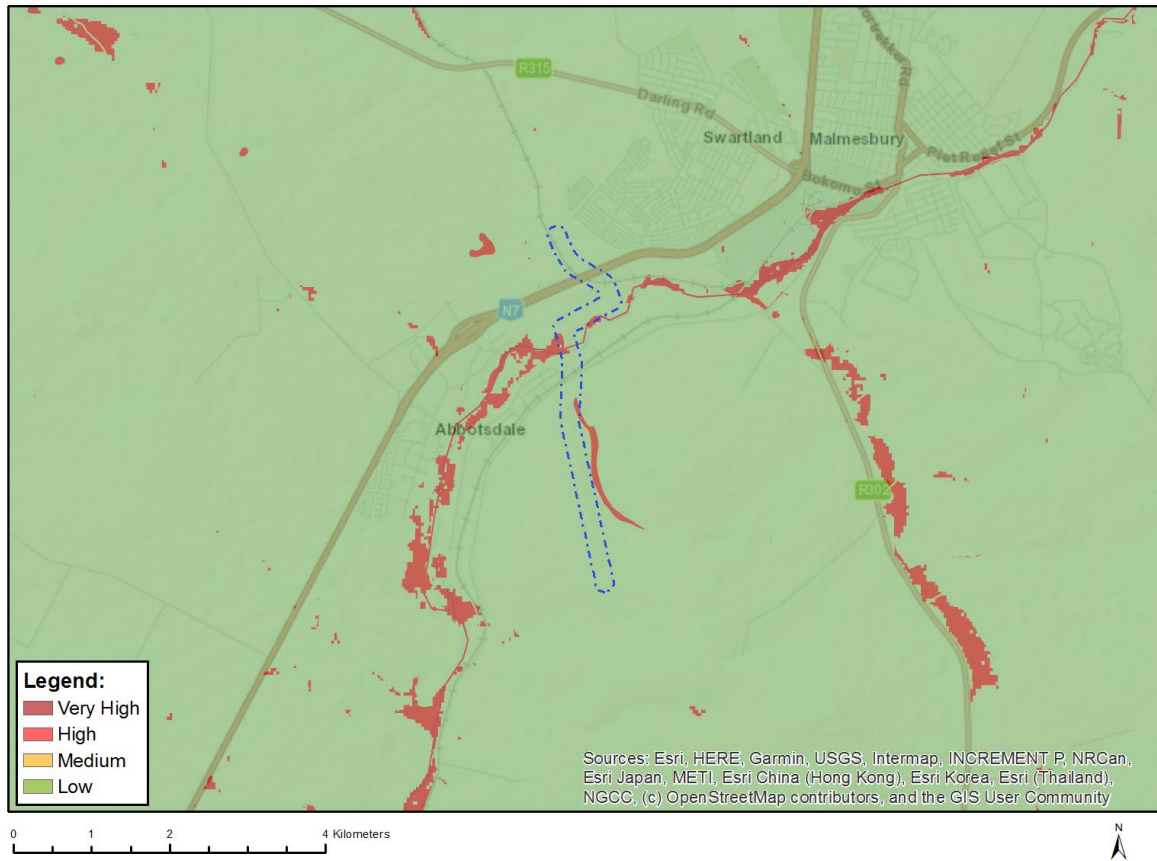 R315
Voortrekker Rd
Darling Rd
Swartland
Malmesbury
Piet Retief St
Bokomo St
N7
Abbotsdale
R302
Legend:
Very High
High
Medium
Low
Sources: Esri, HERE, Garmin, USGS, Intermap, INCREMENT P, NRCan,
Esri Japan, METI, Esri China (Hong Kong), Esri Korea, Esri (Thailand),
NGCC, (c) OpenStreetMap contributors, and the GIS User Community
0 1 2 4 Kilometers
N